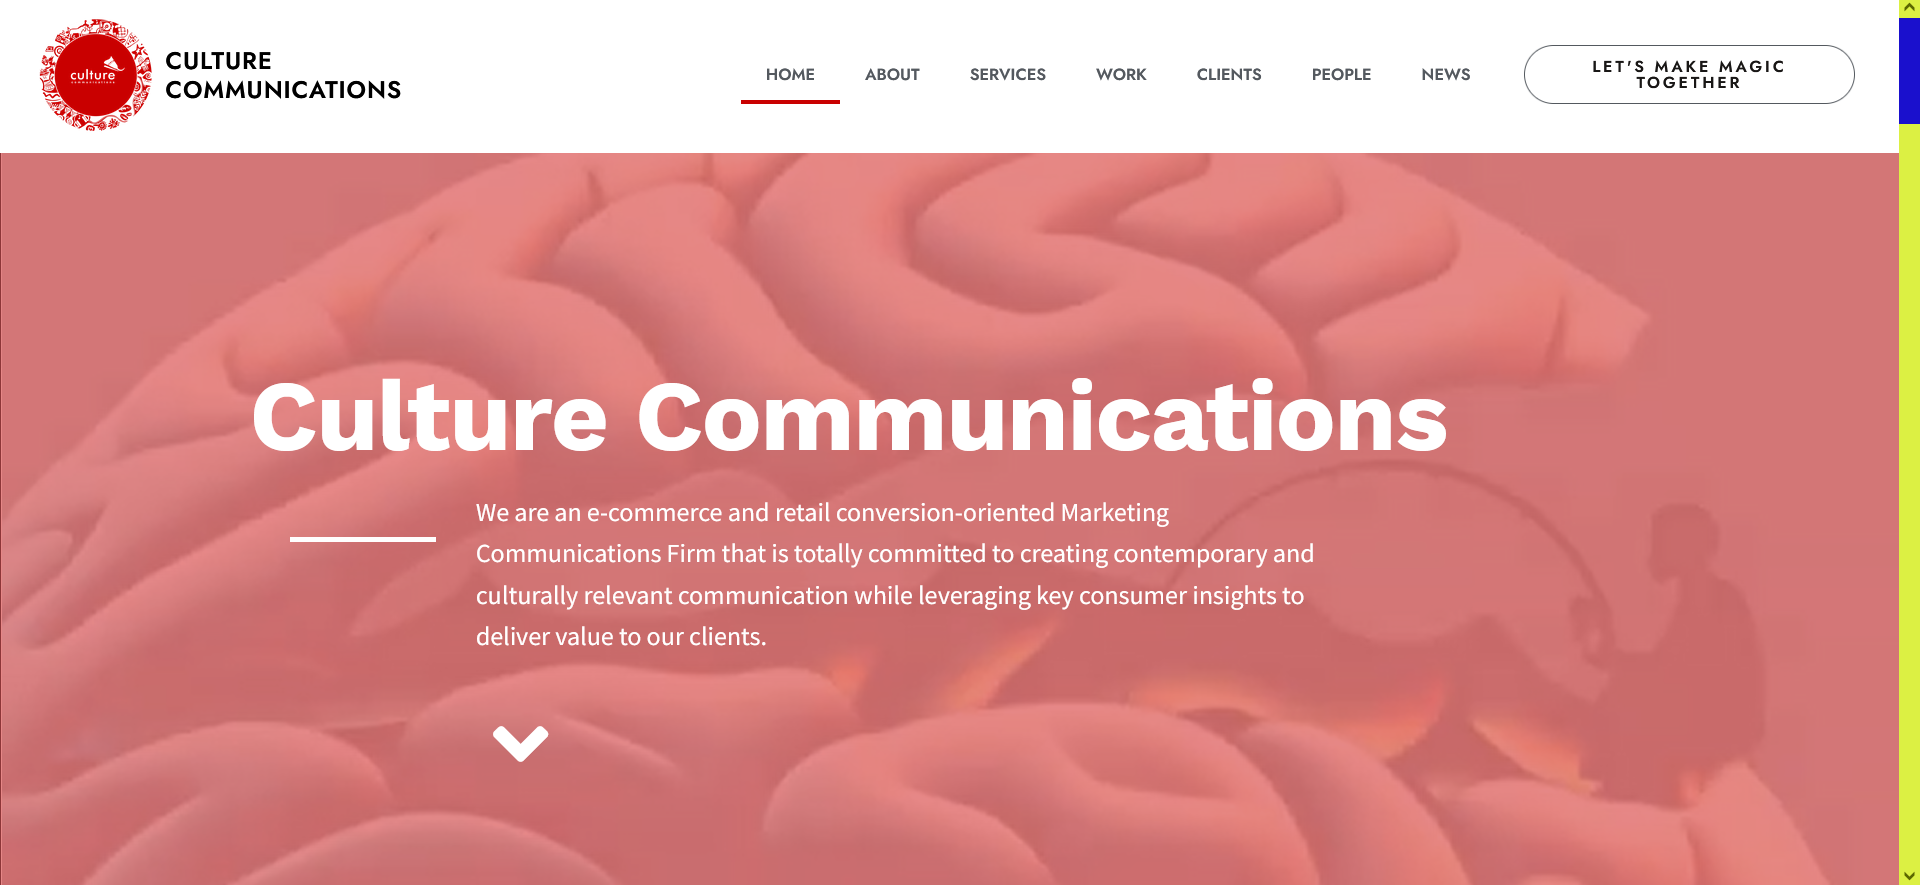 culture
communications
CULTURE
COMMUNICATIONS
HOME
ABOUT
SERVICES
WORK
CLIENTS
PEOPLE
NEWS
LET'S MAKE MAGIC
TOGETHER
Culture Communications
We are an e-commerce and retail conversion-oriented Marketing
Communications Firm that is totally committed to creating contemporary and
culturally relevant communication while leveraging key consumer insights to
deliver value to our clients.